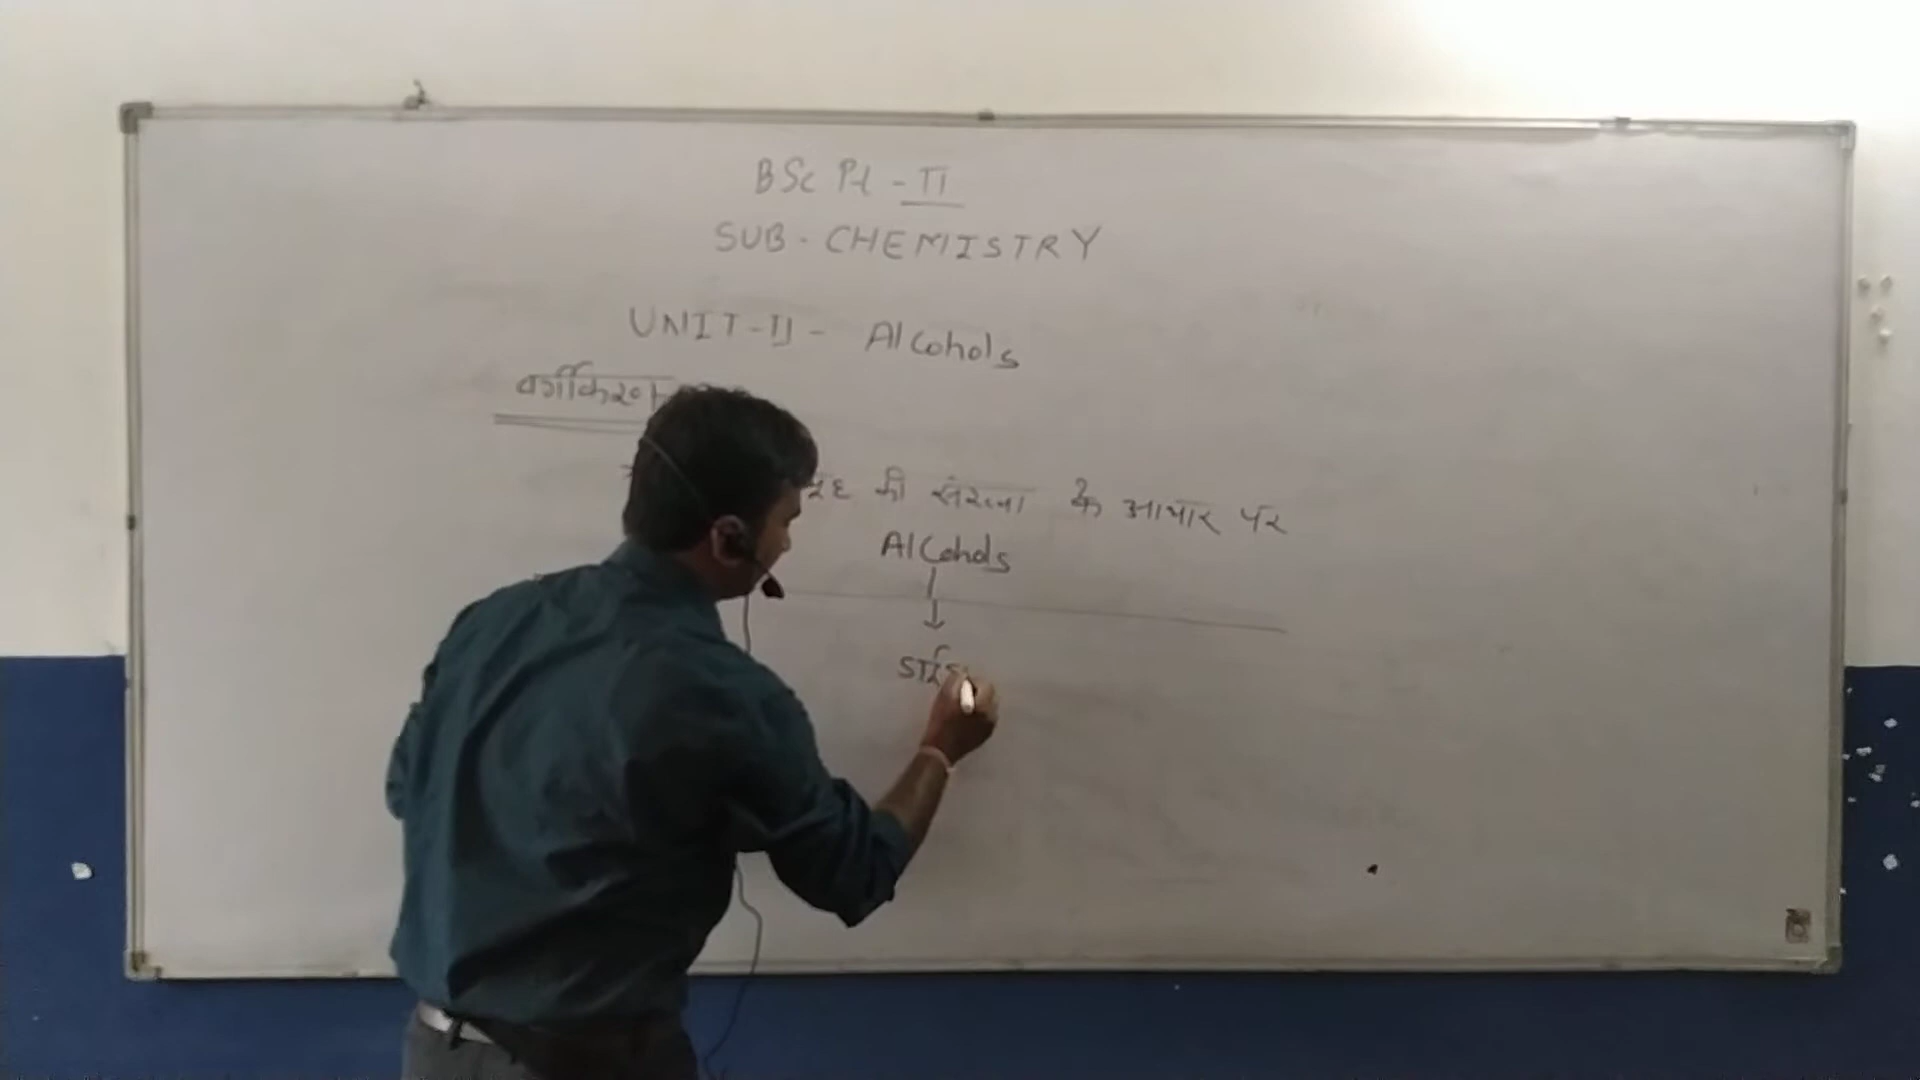 BSc Pt - II
SUB - CHEMISTRY
UNIT-II - Alcohols
वर्गीकरण
की संरचना के आधार पर
Alcohols